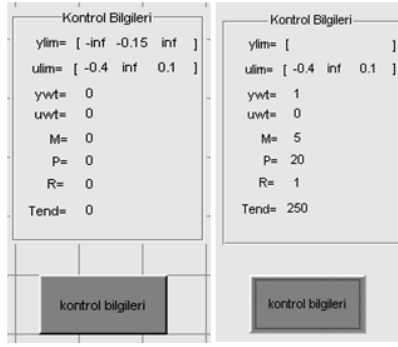 Kontrol Bilgileri
ylim= [ -inf -0.15 inf ]
ulim= [ -0.4 inf 0.1 ]
ywt= 0
uwt= 0
M= 0
P= 0
R= 0
Tend= 0
kontrol bilgileri
Kontrol Bilgileri
ylim= [ ]
ulim= [ -0.4 inf 0.1 ]
ywt= 1
uwt= 0
M= 5
P= 20
R= 1
Tend= 250
kontrol bilgileri